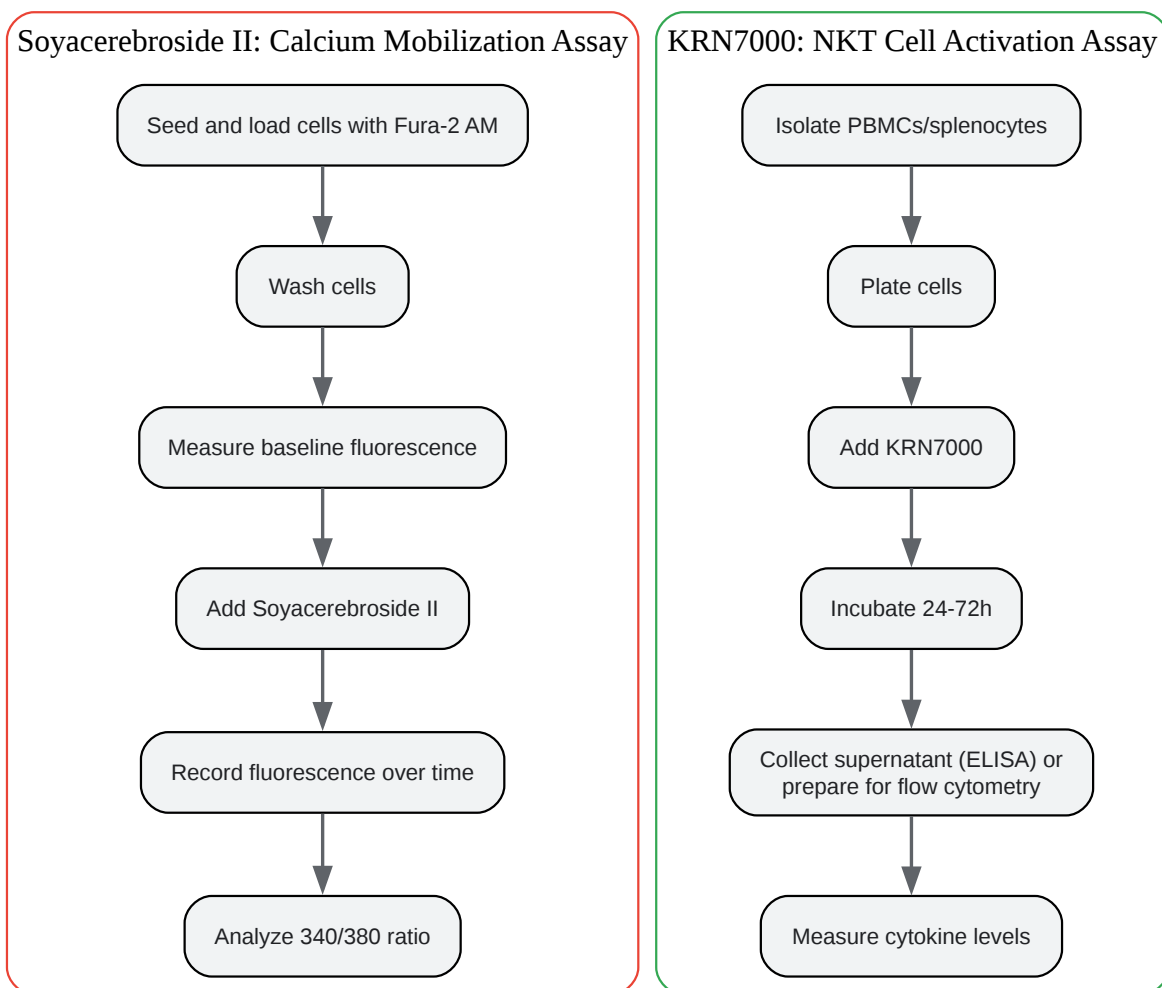 Soyacerebroside II: Calcium Mobilization Assay
Seed and load cells with Fura-2 AM
Wash cells
Measure baseline fluorescence
Add Soyacerebroside II
Record fluorescence over time
Analyze 340/380 ratio
KRN7000: NKT Cell Activation Assay
Isolate PBMCs/splenocytes
Plate cells
Add KRN7000
Incubate 24-72h
Collect supernatant (ELISA) or
prepare for flow cytometry
Measure cytokine levels